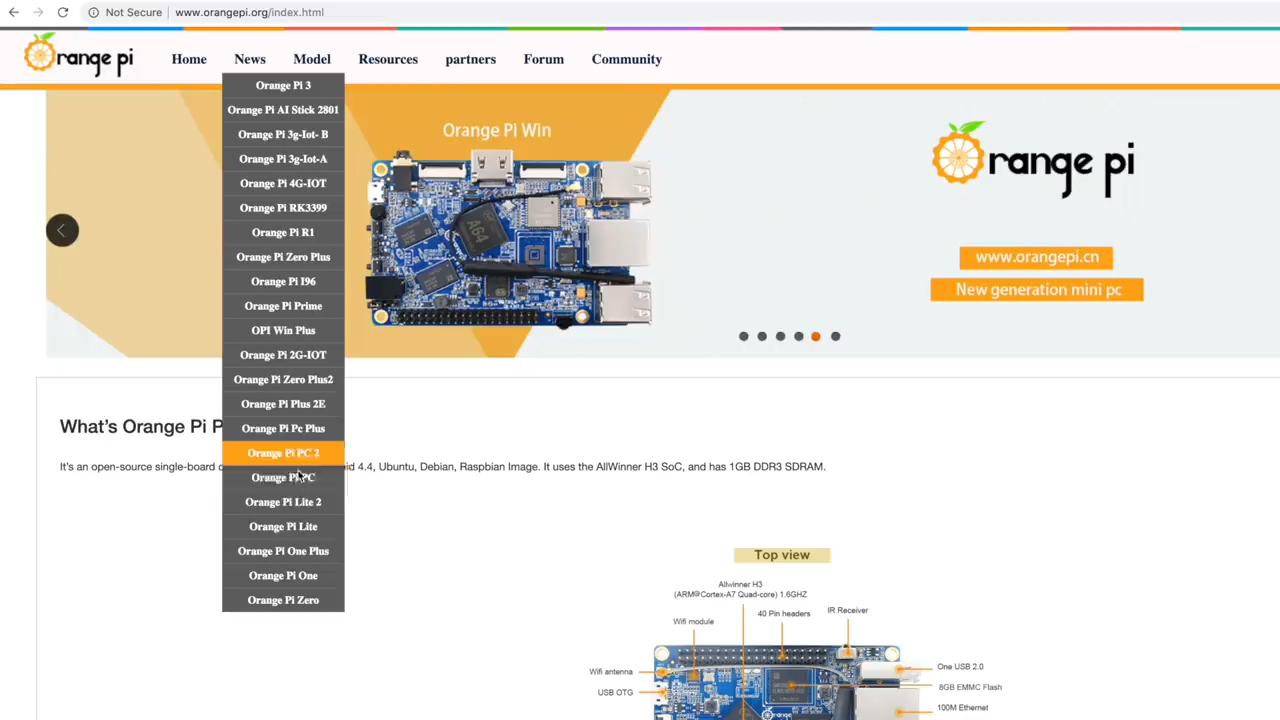 Not Secure
www.orangepi.org/index.html
range pi
Home
News
Model
Resources
partners
Forum
Community
Orange Pi 3
Orange Pi AI Stick 2801
Orange Pi 3g-Iot- B
Orange Pi 3g-Iot-A
Orange Pi 4G-IOT
Orange Pi RK3399
Orange Pi R1
Orange Pi Zero Plus
Orange Pi I96
Orange Pi Prime
OPI Win Plus
Orange Pi 2G-IOT
Orange Pi Zero Plus2
Orange Pi Plus 2E
Orange Pi Pc Plus
Orange Pi PC 2
Orange Pi PC
Orange Pi Lite 2
Orange Pi Lite
Orange Pi One Plus
Orange Pi One
Orange Pi Zero
Orange Pi Win
A64
range pi
www.orangepi.cn
New generation mini pc
What's Orange Pi P
It's an open-source single-board 4.4, Ubuntu, Debian, Raspbian Image. It uses the AllWinner H3 SoC, and has 1GB DDR3 SDRAM.
Top view
Allwinner H3
(ARM@Cortex-A7 Quad-core) 1.6GHZ
40 Pin headers
IR Receiver
Wifi module
Wifi antenna
USB OTG
One USB 2.0
8GB EMMC Flash
100M Ethernet
range pi